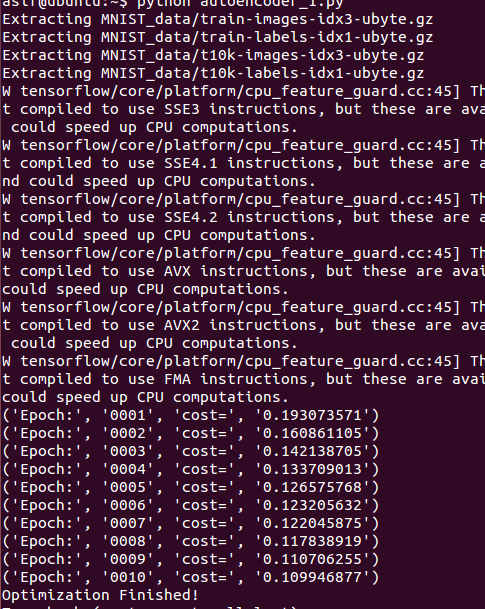 python autoencoder_1.py
Extracting MNIST_data/train-images-idx3-ubyte.gz
Extracting MNIST_data/train-labels-idx1-ubyte.gz
Extracting MNIST_data/t10k-images-idx3-ubyte.gz
Extracting MNIST_data/t10k-labels-idx1-ubyte.gz
W tensorflow/core/platform/cpu_feature_guard.cc:45] Th
t compiled to use SSE3 instructions, but these are ava
 could speed up CPU computations.
W tensorflow/core/platform/cpu_feature_guard.cc:45] Th
t compiled to use SSE4.1 instructions, but these are a
nd could speed up CPU computations.
W tensorflow/core/platform/cpu_feature_guard.cc:45] Th
t compiled to use SSE4.2 instructions, but these are a
nd could speed up CPU computations.
W tensorflow/core/platform/cpu_feature_guard.cc:45] Th
t compiled to use AVX instructions, but these are avai
could speed up CPU computations.
W tensorflow/core/platform/cpu_feature_guard.cc:45] Th
t compiled to use AVX2 instructions, but these are ava
 could speed up CPU computations.
W tensorflow/core/platform/cpu_feature_guard.cc:45] Th
t compiled to use FMA instructions, but these are avai
could speed up CPU computations.
('Epoch:', '0001', 'cost=', '0.193073571')
('Epoch:', '0002', 'cost=', '0.160861105')
('Epoch:', '0003', 'cost=', '0.142138705')
('Epoch:', '0004', 'cost=', '0.133709013')
('Epoch:', '0005', 'cost=', '0.126575768')
('Epoch:', '0006', 'cost=', '0.123205632')
('Epoch:', '0007', 'cost=', '0.122045875')
('Epoch:', '0008', 'cost=', '0.117838919')
('Epoch:', '0009', 'cost=', '0.110706255')
('Epoch:', '0010', 'cost=', '0.109946877')
Optimization Finished!